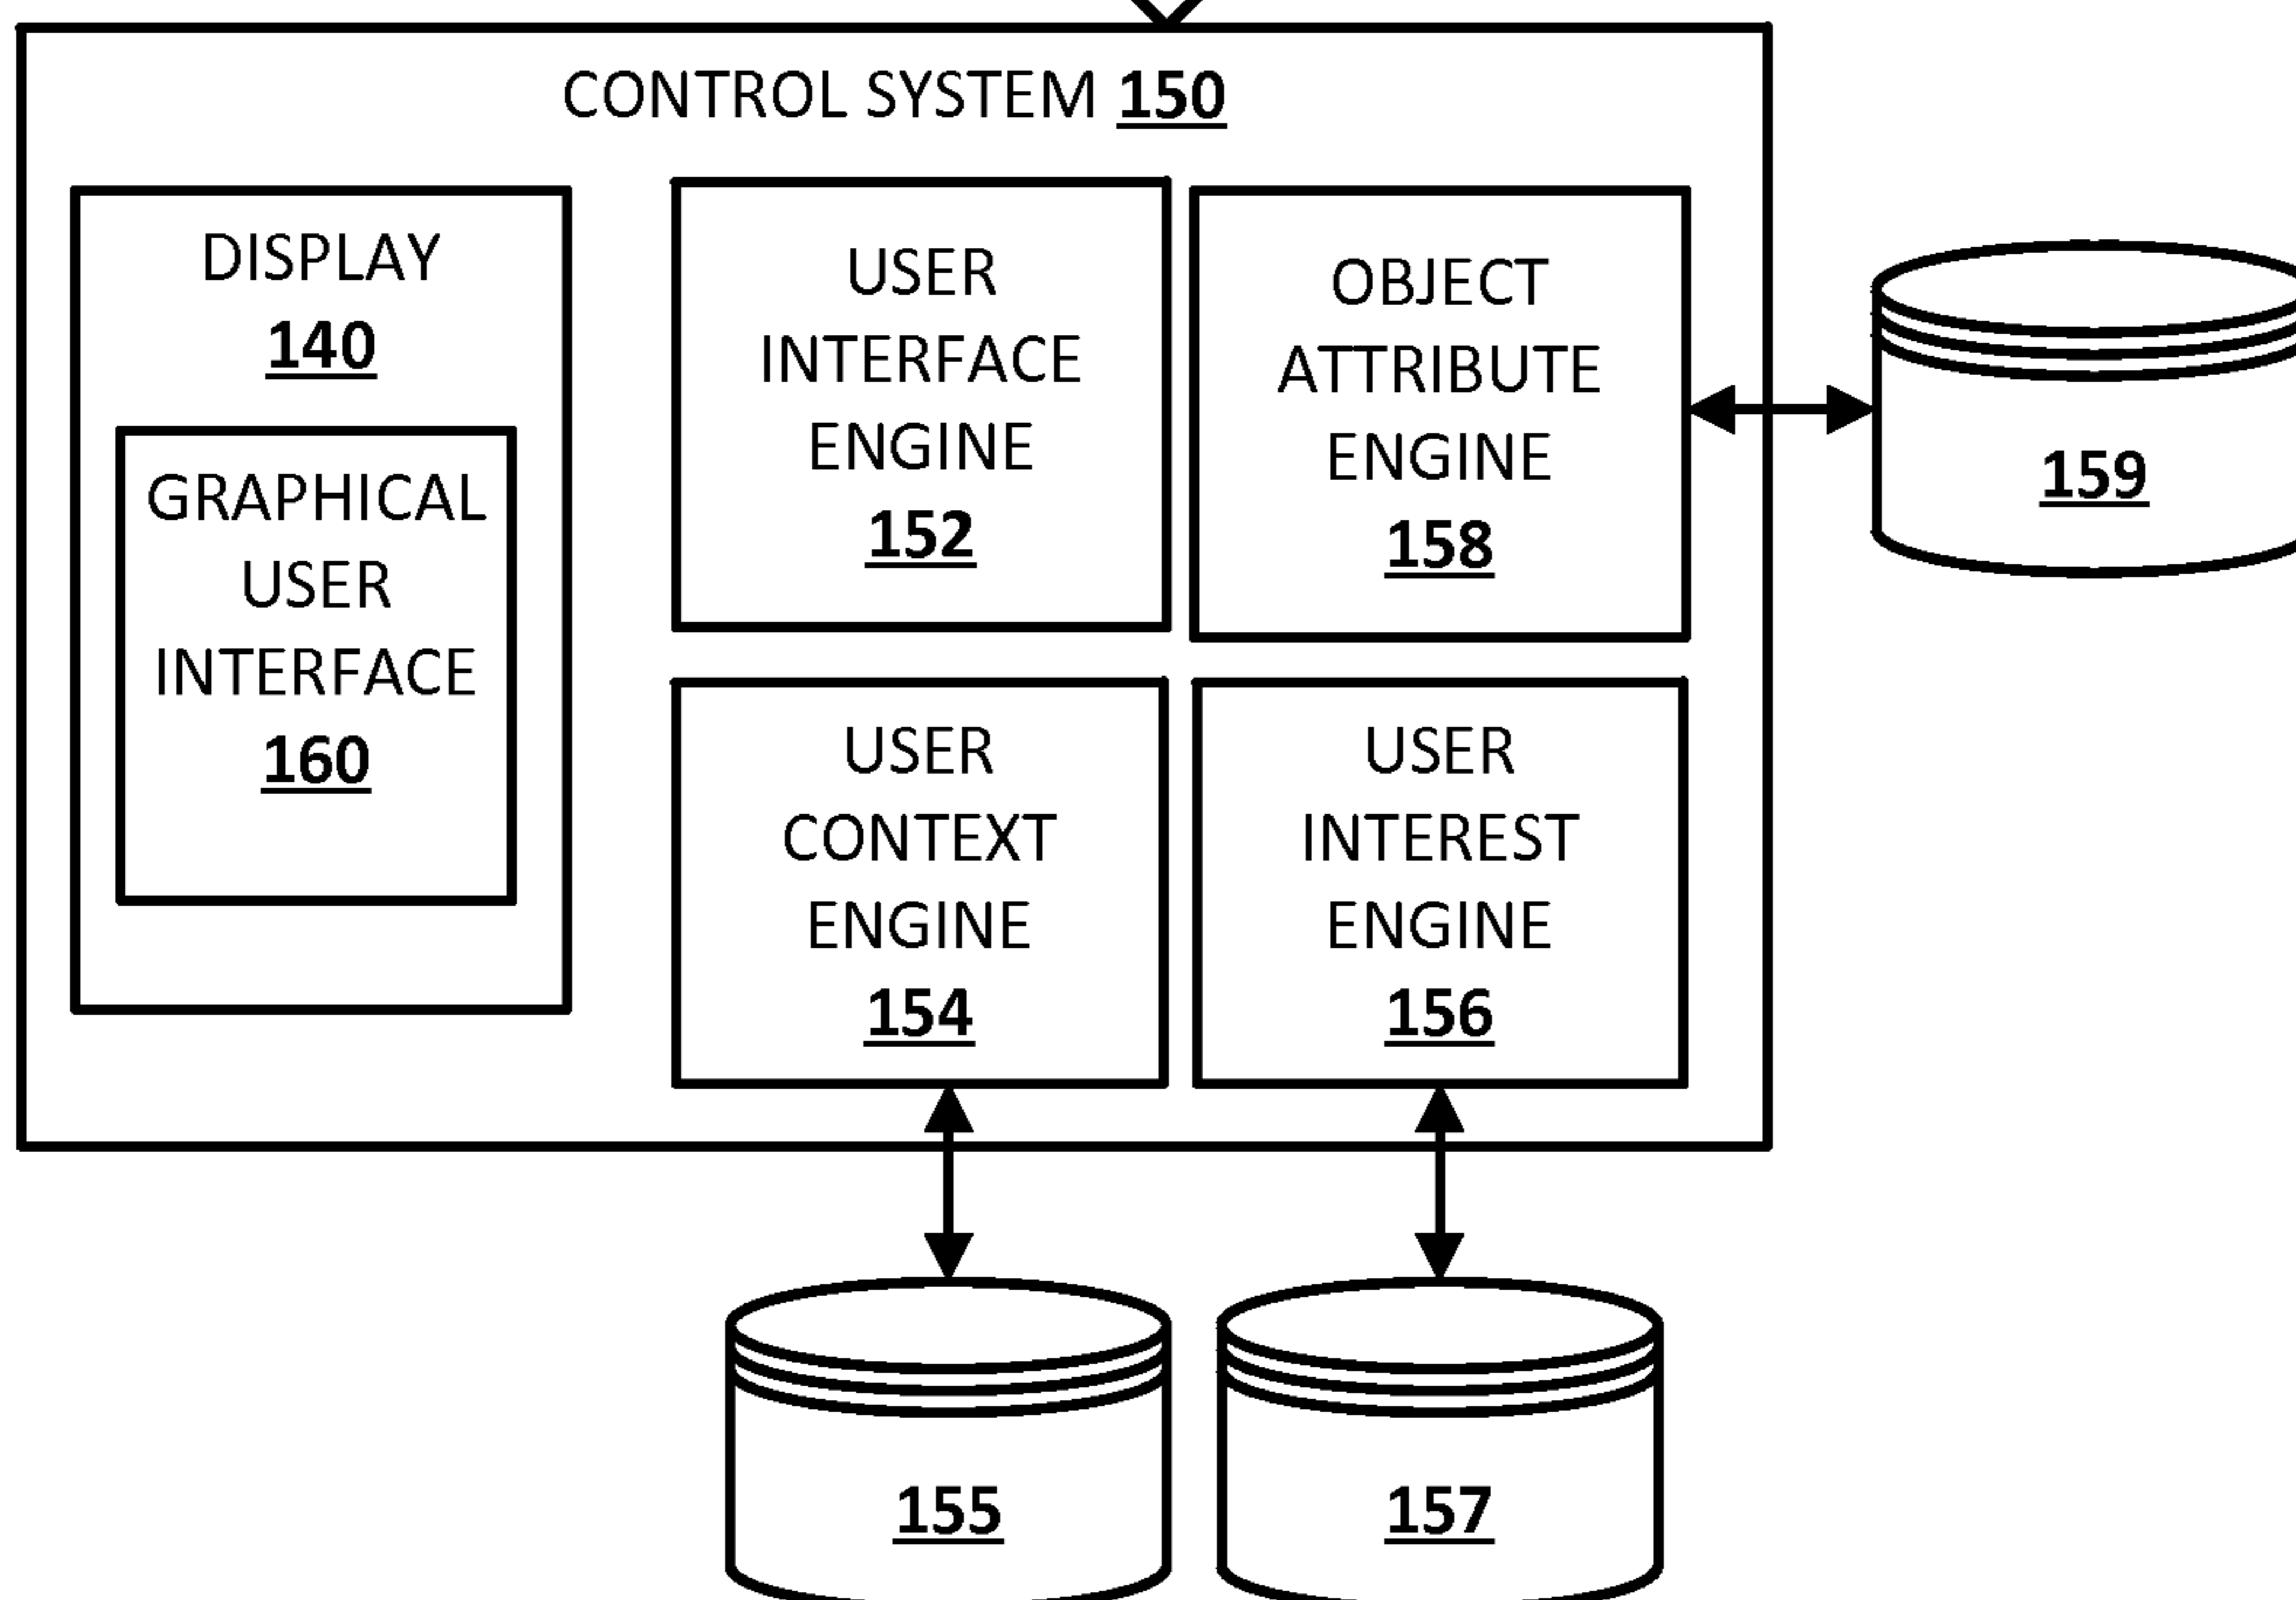 CONTROL SYSTEM 150
DISPLAY
140
GRAPHICAL
USER
INTERFACE
160
USER
INTERFACE
ENGINE
152
OBJECT
ATTRIBUTE
ENGINE
158
159
USER
CONTEXT
ENGINE
154
USER
INTEREST
ENGINE
156
155
157